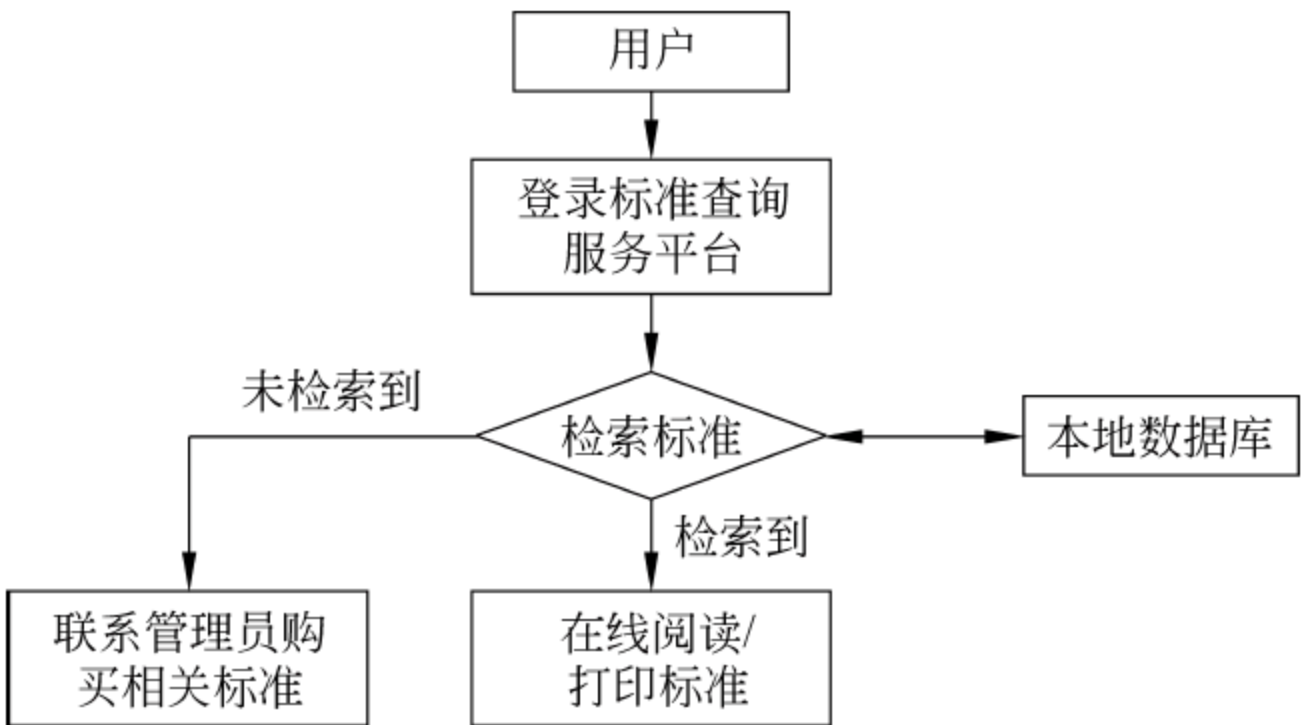 用户
登录标准查询
服务平台
未检索到
检索标准
本地数据库
检索到
联系管理员购
买相关标准
在线阅读/
打印标准